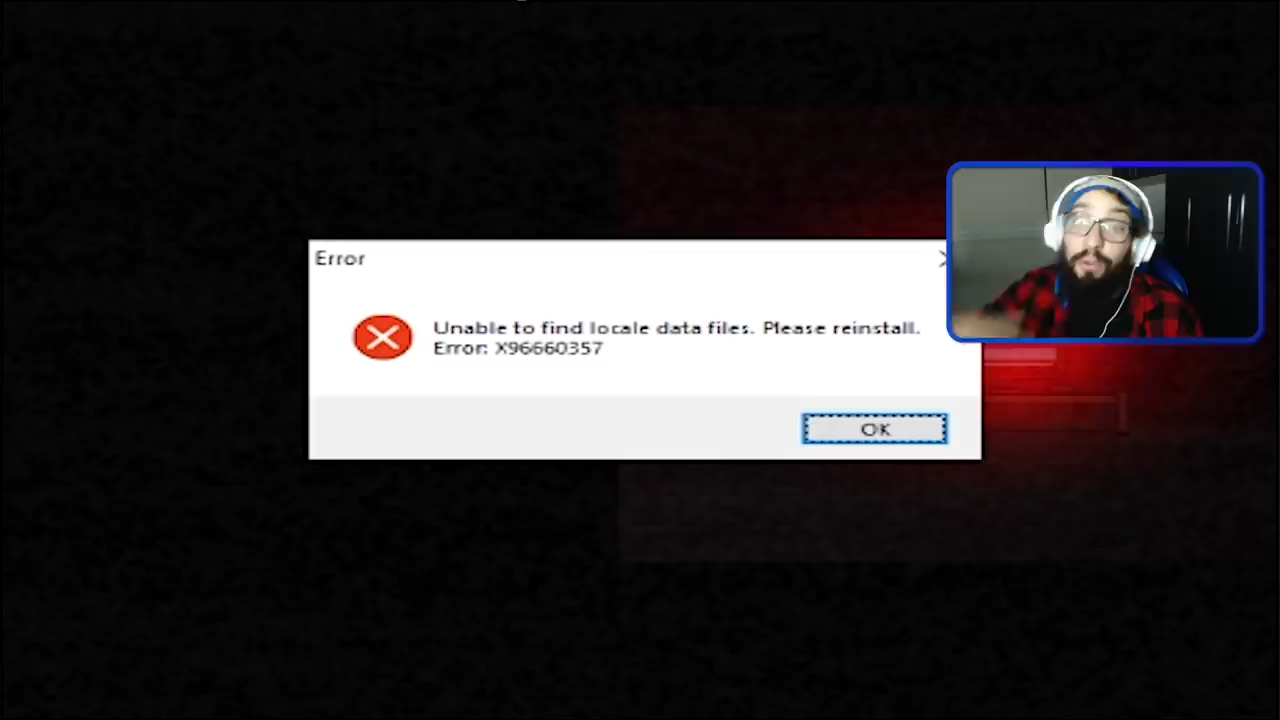 Error
Unable to find locale data files. Please reinstall.
Error: X96660357
OK